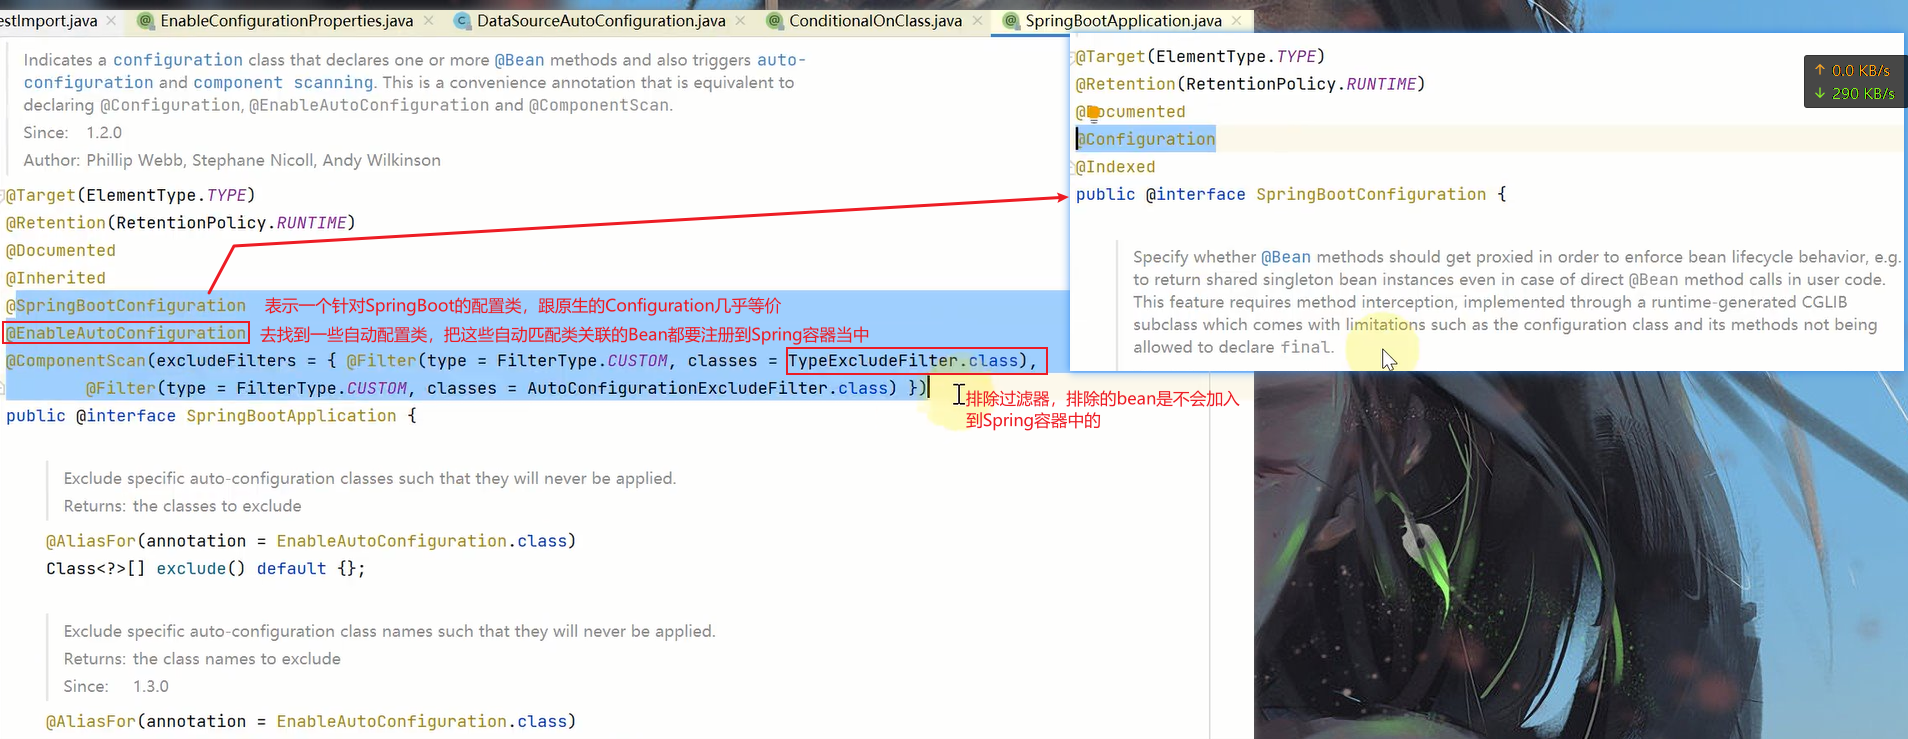 estImport.java
EnableConfigurationProperties.java
DataSourceAutoConfiguration.java
ConditionalOnClass.java
SpringBootApplication.java
Indicates a configuration class that declares one or more @Bean methods and also triggers auto-
configuration and component scanning. This is a convenience annotation that is equivalent to
declaring @Configuration, @EnableAutoConfiguration and @ComponentScan.
Since: 1.2.0
Author: Phillip Webb, Stephane Nicoll, Andy Wilkinson
@Target(ElementType.TYPE)
@Retention(RetentionPolicy.RUNTIME)
@Documented
@Inherited
@SpringBootConfiguration 表示一个针对SpringBoot的配置类，跟原生的Configuration几乎等价
@EnableAutoConfiguration 去找到一些自动配置类，把这些自动匹配类关联的Bean都要注册到Spring容器当中
@ComponentScan(excludeFilters = { @Filter(type = FilterType.CUSTOM, classes = TypeExcludeFilter.class),
@Filter(type = FilterType.CUSTOM, classes = AutoConfigurationExcludeFilter.class) })
排除过滤器，排除的bean是不会加入
到Spring容器中的
public @interface SpringBootApplication {
Exclude specific auto-configuration classes such that they will never be applied.
Returns: the classes to exclude
@AliasFor(annotation = EnableAutoConfiguration.class)
Class<?>[] exclude() default {};
Exclude specific auto-configuration class names such that they will never be applied.
Returns: the class names to exclude
Since: 1.3.0
@AliasFor(annotation = EnableAutoConfiguration.class)
@Target(ElementType.TYPE)
@Retention(RetentionPolicy.RUNTIME)
@Documented
@Configuration
@Indexed
public @interface SpringBootConfiguration {
Specify whether @Bean methods should get proxied in order to enforce bean lifecycle behavior, e.g.
to return shared singleton bean instances even in case of direct @Bean method calls in user code.
This feature requires method interception, implemented through a runtime-generated CGLIB
subclass which comes with limitations such as the configuration class and its methods not being
allowed to declare final.
↑ 0.0 KB/s
↓ 290 KB/s